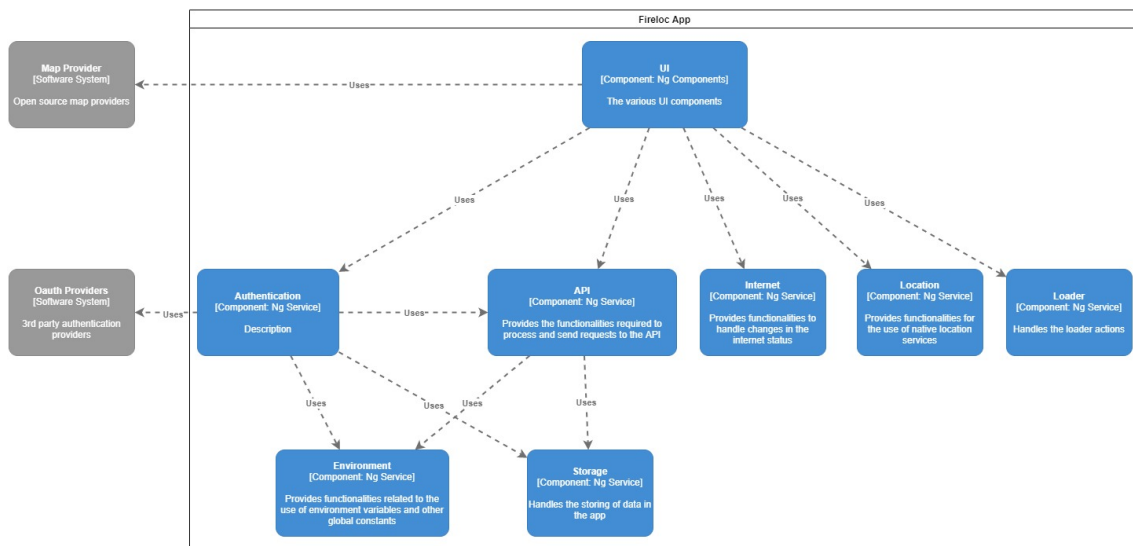 Fireloc App
Map Provider
[Software System]
Open source map providers
UI
[Component: Ng Components]
The various UI components
Uses
Uses
Uses
Uses
Uses
Uses
Oauth Providers
[Software System]
3rd party authentication
providers
Uses
Authentication
[Component: Ng Service]
Description
Uses
API
[Component: Ng Service]
Provides the functionalities required to
process and send requests to the API
Internet
[Component: Ng Service]
Provides functionalities to
handle changes in the
internet status
Location
[Component: Ng Service]
Provides functionalities for
the use of native location
services
Loader
[Component: Ng Service]
Handles the loader actions
Uses
Uses
Uses
Uses
Environment
[Component: Ng Service]
Provides functionalities related to the
use of environment variables and other
global constants
Storage
[Component: Ng Service]
Handles the storing of data in
the app